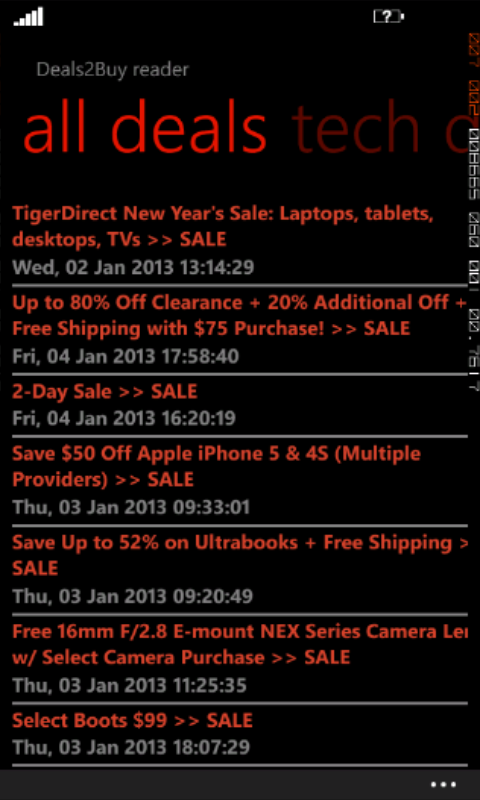 Deals2Buy reader
all deals tech
TigerDirect New Year's Sale: Laptops, tablets,
desktops, TVs >> SALE
Wed, 02 Jan 2013 13:14:29
Up to 80% Off Clearance + 20% Additional Off +
Free Shipping with $75 Purchase! >> SALE
Fri, 04 Jan 2013 17:58:40
2-Day Sale >> SALE
Fri, 04 Jan 2013 16:20:19
Save $50 Off Apple iPhone 5 & 4S (Multiple
Providers) >> SALE
Thu, 03 Jan 2013 09:33:01
Save Up to 52% on Ultrabooks + Free Shipping >
SALE
Thu, 03 Jan 2013 09:20:49
Free 16mm F/2.8 E-mount NEX Series Camera
w/ Select Camera Purchase >> SALE
Thu, 03 Jan 2013 11:25:35
Select Boots $99 >> SALE
Thu, 03 Jan 2013 18:07:29